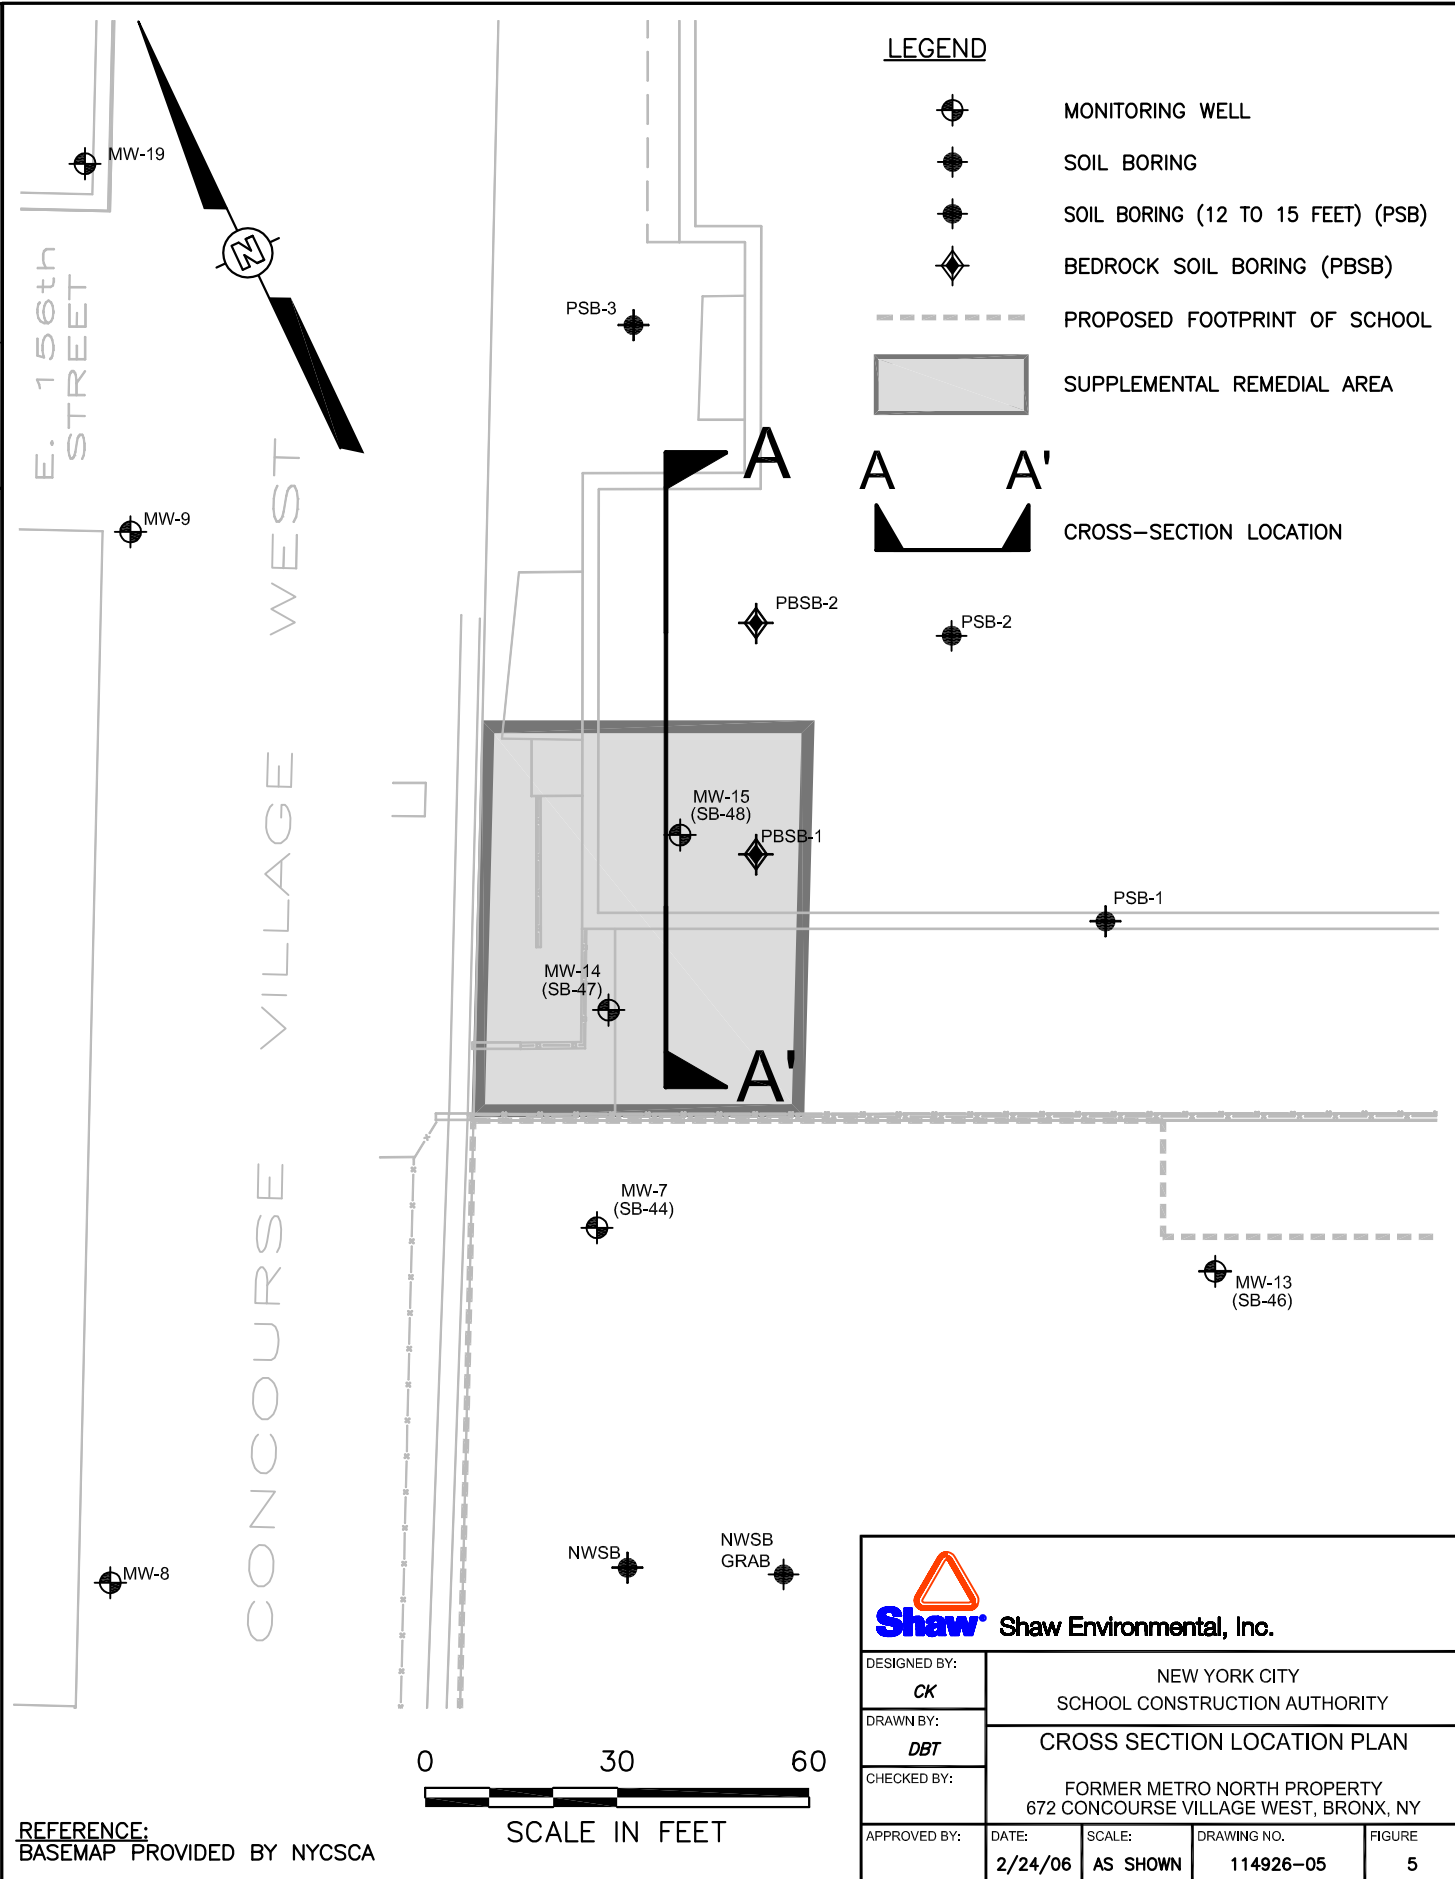 LEGEND
MONITORING WELL
SOIL BORING
SOIL BORING (12 TO 15 FEET) (PSB)
BEDROCK SOIL BORING (PBSB)
PROPOSED FOOTPRINT OF SCHOOL
SUPPLEMENTAL REMEDIAL AREA
A A'
CROSS-SECTION LOCATION
MW-19
N
E. 156th
STREET
PSB-3
A
MW-9
PBSB-2
PSB-2
MW-15
(SB-48)
PBSB-1
PSB-1
MW-14
(SB-47)
A'
CONCOURSE VILLAGE WEST
MW-7
(SB-44)
MW-13
(SB-46)
NWSB
NWSB
GRAB
MW-8
0 30 60
SCALE IN FEET
REFERENCE:
BASEMAP PROVIDED BY NYCSCA
Shaw® Shaw Environmental, Inc.
DESIGNED BY:
CK
DRAWN BY:
DBT
CHECKED BY:
APPROVED BY:
NEW YORK CITY
SCHOOL CONSTRUCTION AUTHORITY
CROSS SECTION LOCATION PLAN
FORMER METRO NORTH PROPERTY
672 CONCOURSE VILLAGE WEST, BRONX, NY
DATE:
2/24/06
SCALE:
AS SHOWN
DRAWING NO.
114926-05
FIGURE
5